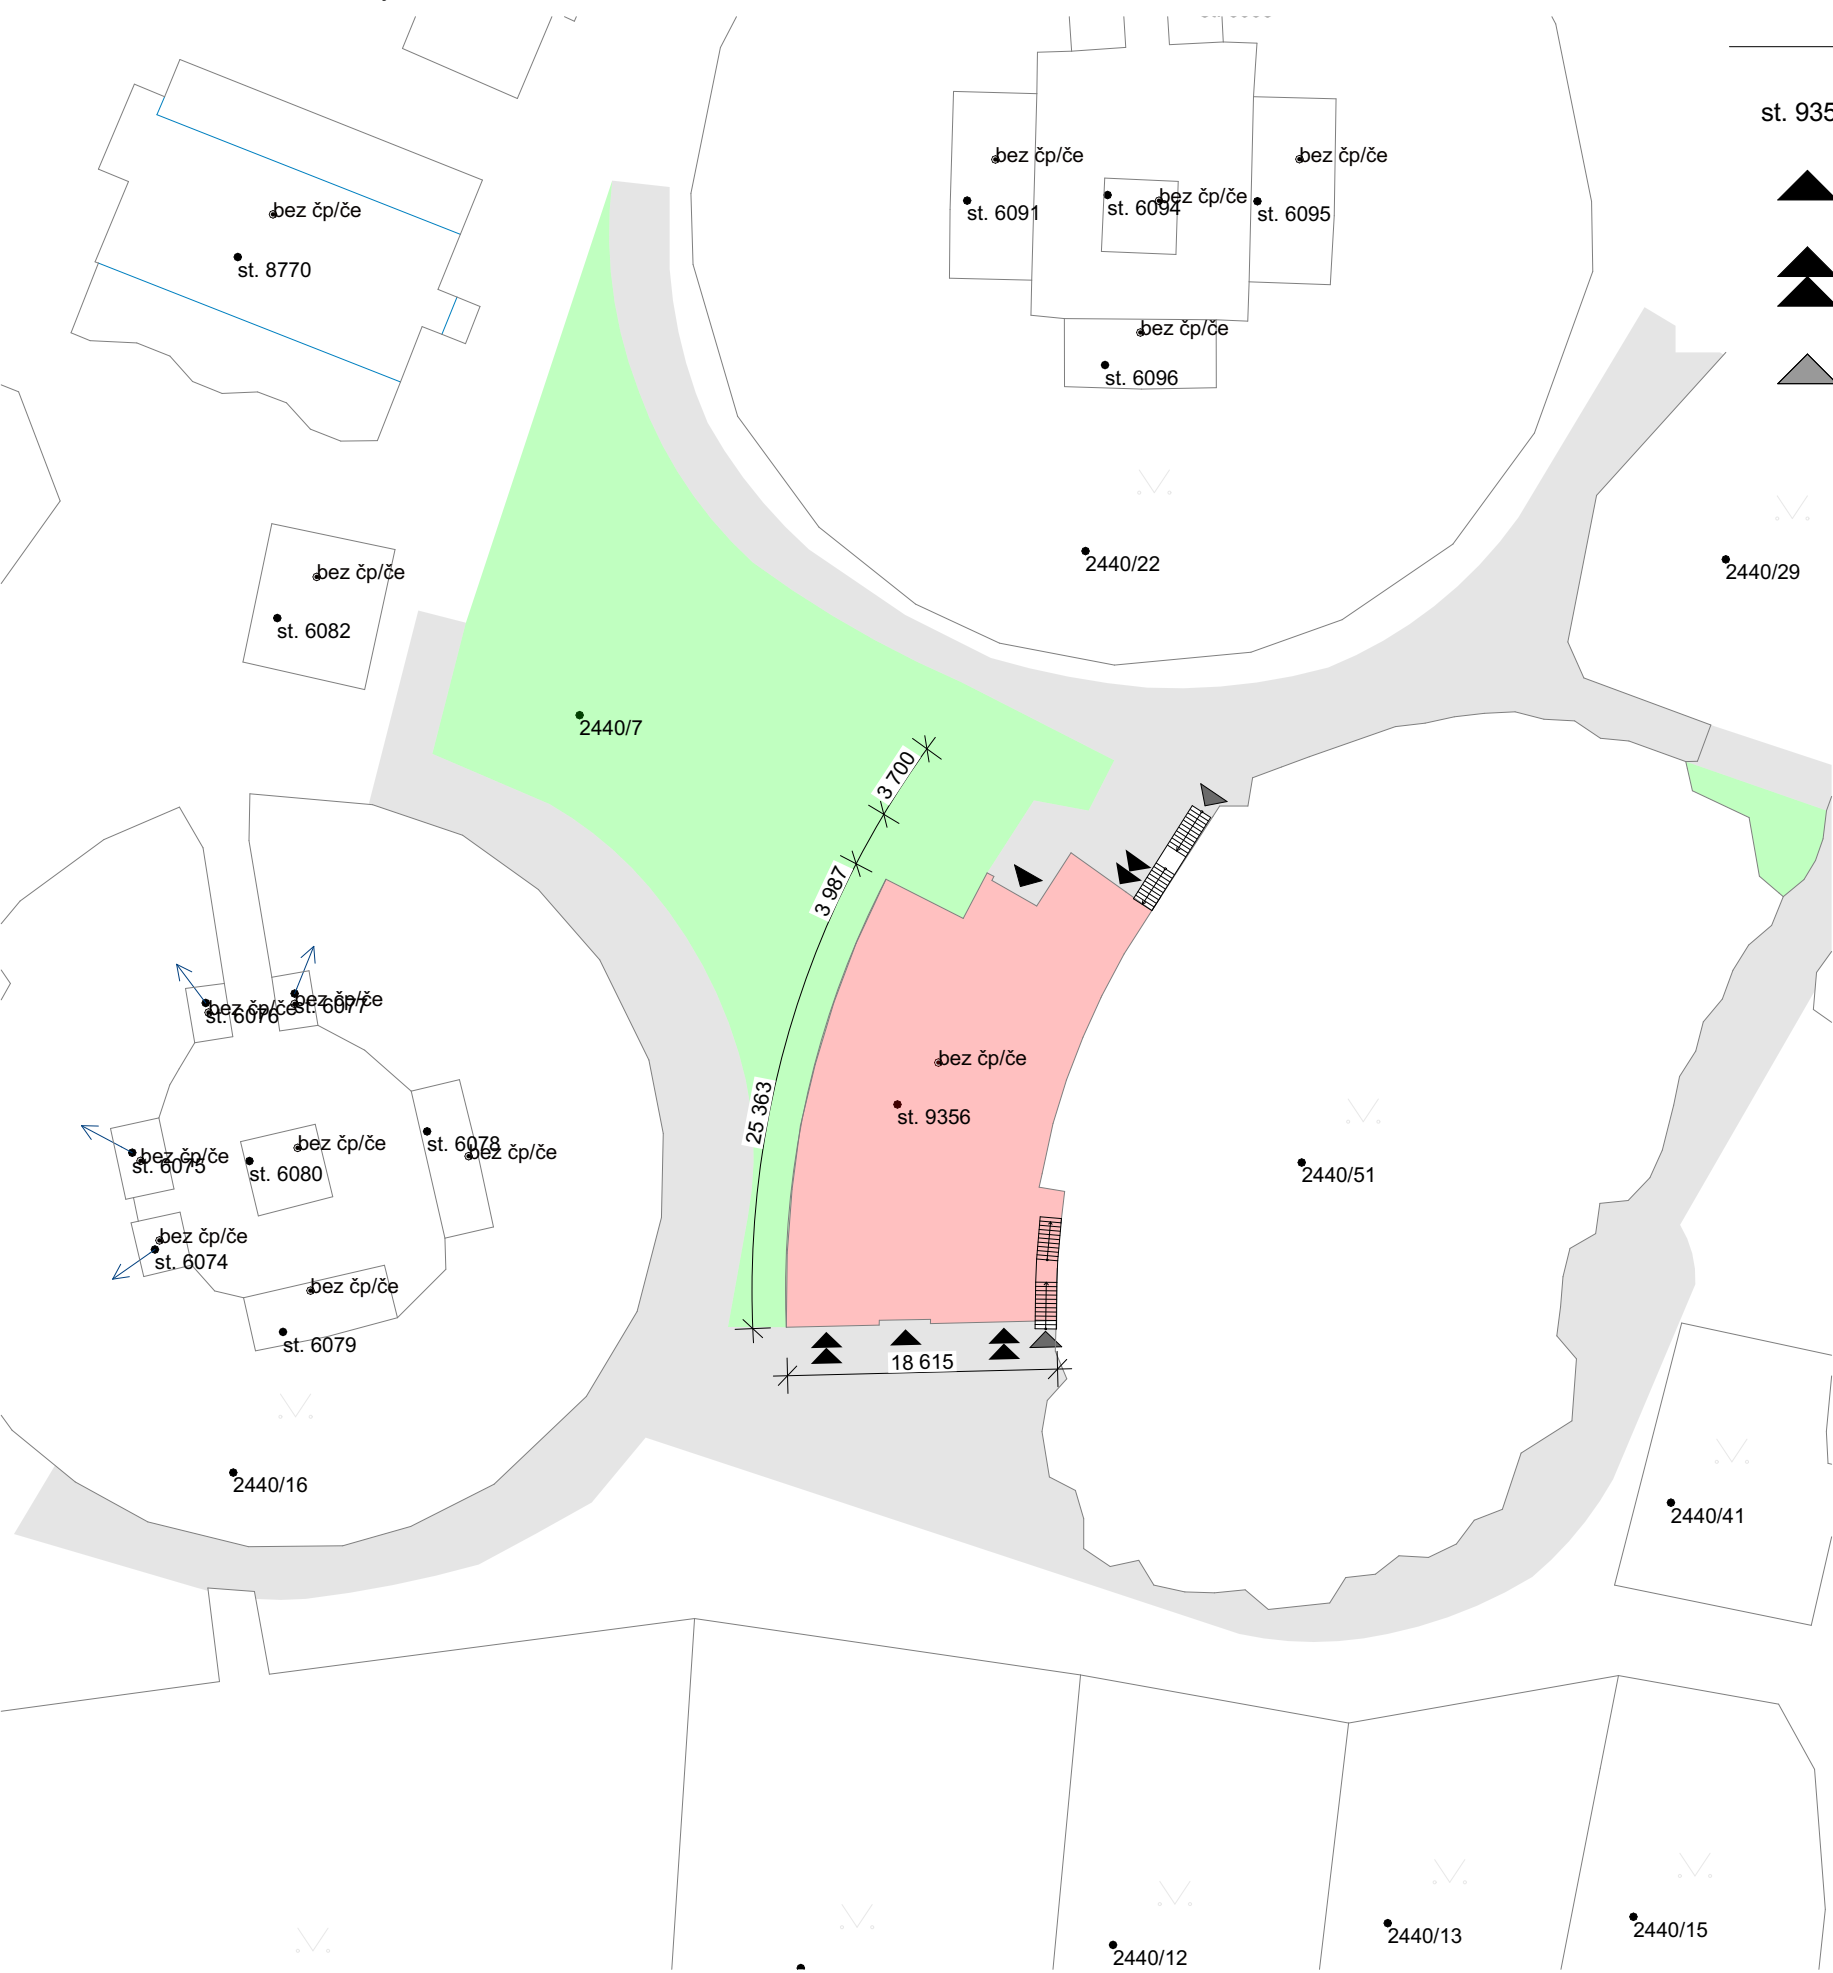 st. 935
bez čp/če
bez čp/če
st. 6091
st. 6094
bez čp/če
st. 6095
bez čp/če
st. 8770
bez čp/če
st. 6096
2440/22
2440/29
bez čp/če
st. 6082
2440/7
3 700
3 987
25 363
bez čp/če
st. 6076
bez čp/če
st. 6077
bez čp/če
st. 9356
bez čp/če
st. 6075
bez čp/če
st. 6080
st. 6078
bez čp/če
2440/51
bez čp/če
st. 6074
bez čp/če
st. 6079
18 615
2440/16
2440/41
2440/12
2440/13
2440/15